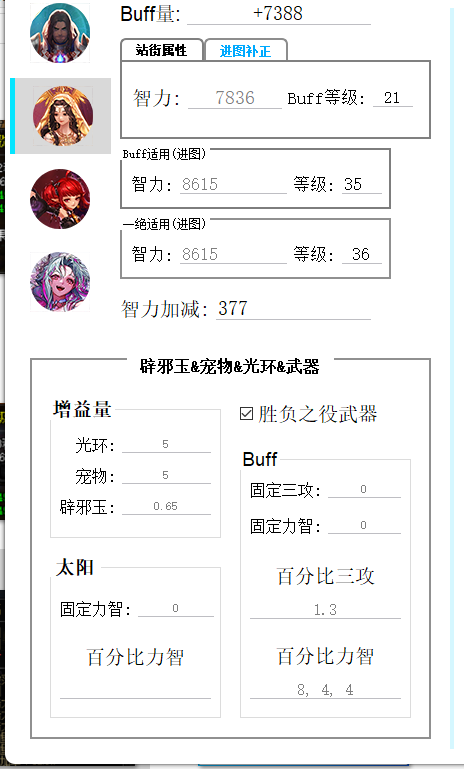 Buff量: +7388
站街属性 进图补正
智力: 7836 Buff等级: 21
Buff适用(进图)
智力: 8615 等级: 35
一绝适用(进图)
智力: 8615 等级: 36
智力加减: 377
辟邪玉&宠物&光环&武器
增益量
光环: 5
宠物: 5
辟邪玉: 0.65
太阳
固定力智: 0
百分比力智
☑ 胜负之役武器
Buff
固定三攻: 0
固定力智: 0
百分比三攻
1.3
百分比力智
8, 4, 4